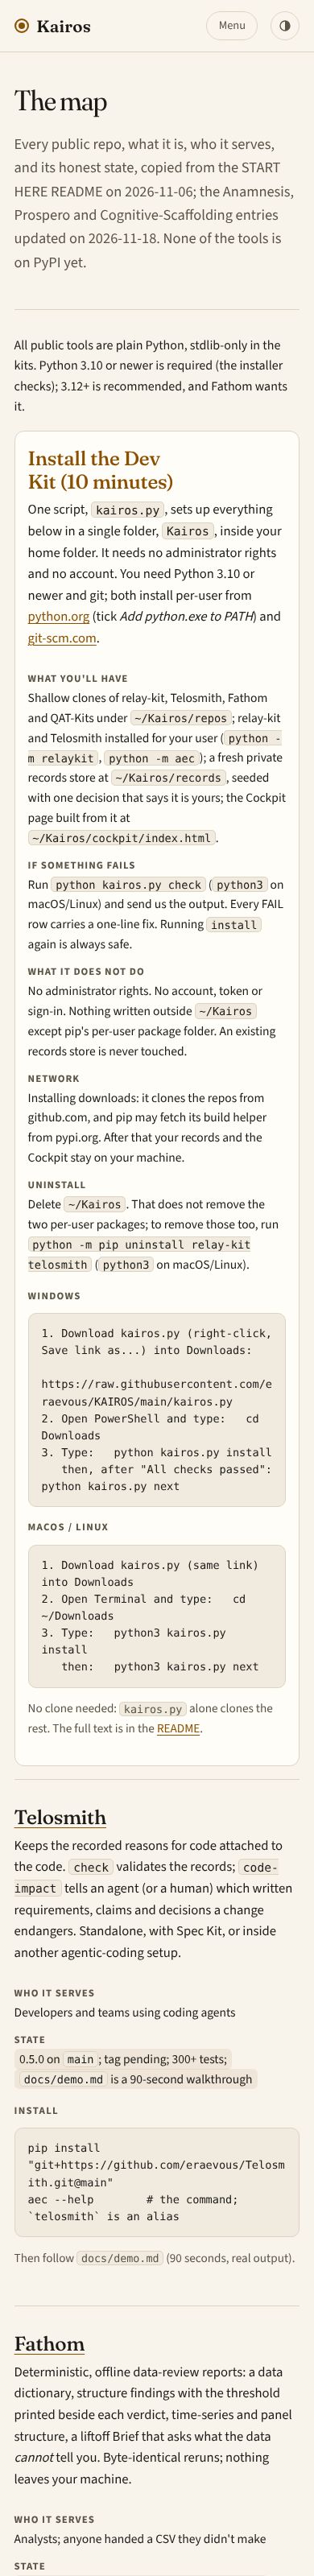 Kairos
Menu
The map
Every public repo, what it is, who it serves,
and its honest state, copied from the START
HERE README on 2026-11-06; the Anamnesis,
Prospero and Cognitive-Scaffolding entries
updated on 2026-11-18. None of the tools is
on PyPI yet.
All public tools are plain Python, stdlib-only in the
kits. Python 3.10 or newer is required (the installer
checks); 3.12+ is recommended, and Fathom wants
it.
Install the Dev
Kit (10 minutes)
One script, kairos.py, sets up everything
below in a single folder, Kairos, inside your
home folder. It needs no administrator rights
and no account. You need Python 3.10 or
newer and git; both install per-user from
python.org (tick Add python.exe to PATH) and
git-scm.com.
WHAT YOU'LL HAVE
Shallow clones of relay-kit, Telosmith, Fathom
and QAT-Kits under ~/Kairos/repos; relay-kit
and Telosmith installed for your user (python -
m relaykit, python -m aec); a fresh private
records store at ~/Kairos/records, seeded
with one decision that says it is yours; the Cockpit
page built from it at
~/Kairos/cockpit/index.html.
IF SOMETHING FAILS
Run python kairos.py check (python3 on
macOS/Linux) and send us the output. Every FAIL
row carries a one-line fix. Running install
again is always safe.
WHAT IT DOES NOT DO
No administrator rights. No account, token or
sign-in. Nothing written outside ~/Kairos
except pip's per-user package folder. An existing
records store is never touched.
NETWORK
Installing downloads: it clones the repos from
github.com, and pip may fetch its build helper
from pypi.org. After that your records and the
Cockpit stay on your machine.
UNINSTALL
Delete ~/Kairos. That does not remove the
two per-user packages; to remove those too, run
python -m pip uninstall relay-kit
telosmith (python3 on macOS/Linux).
WINDOWS
1. Download kairos.py (right-click,
Save link as...) into Downloads:
https://raw.githubusercontent.com/e
raevous/KAIROS/main/kairos.py
2. Open PowerShell and type:   cd
Downloads
3. Type:   python kairos.py install
then, after "All checks passed":
python kairos.py next
MACOS / LINUX
1. Download kairos.py (same link)
into Downloads
2. Open Terminal and type:   cd
~/Downloads
3. Type:   python3 kairos.py
install
then:   python3 kairos.py next
No clone needed: kairos.py alone clones the
rest. The full text is in the README.
Telosmith
Keeps the recorded reasons for code attached to
the code. check validates the records; code-
impact tells an agent (or a human) which written
requirements, claims and decisions a change
endangers. Standalone, with Spec Kit, or inside
another agentic-coding setup.
WHO IT SERVES
Developers and teams using coding agents
STATE
0.5.0 on main; tag pending; 300+ tests;
docs/demo.md is a 90-second walkthrough
INSTALL
pip install
"git+https://github.com/eraevous/Telosm
ith.git@main"
aec --help        # the command;
`telosmith` is an alias
Then follow docs/demo.md (90 seconds, real output).
Fathom
Deterministic, offline data-review reports: a data
dictionary, structure findings with the threshold
printed beside each verdict, time-series and panel
structure, a liftoff Brief that asks what the data
cannot tell you. Byte-identical reruns; nothing
leaves your machine.
WHO IT SERVES
Analysts; anyone handed a CSV they didn't make
STATE